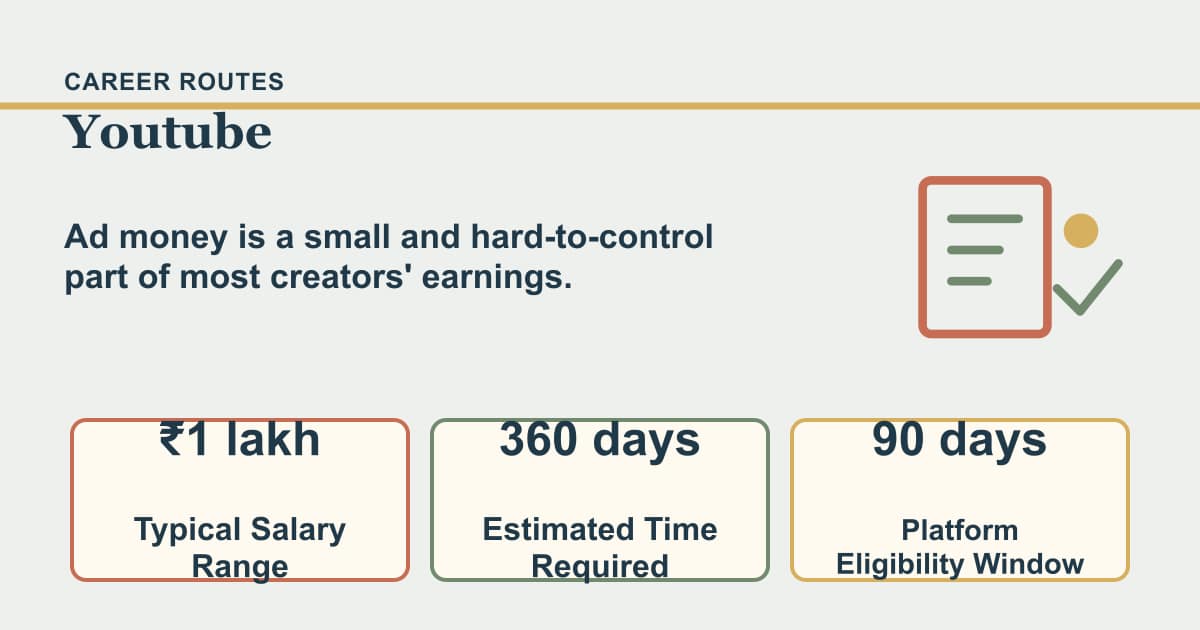 CAREER ROUTES
Youtube
Ad money is a small and hard-to-control
part of most creators' earnings.
₹1 lakh
Typical Salary
Range
360 days
Estimated Time
Required
90 days
Platform
Eligibility Window